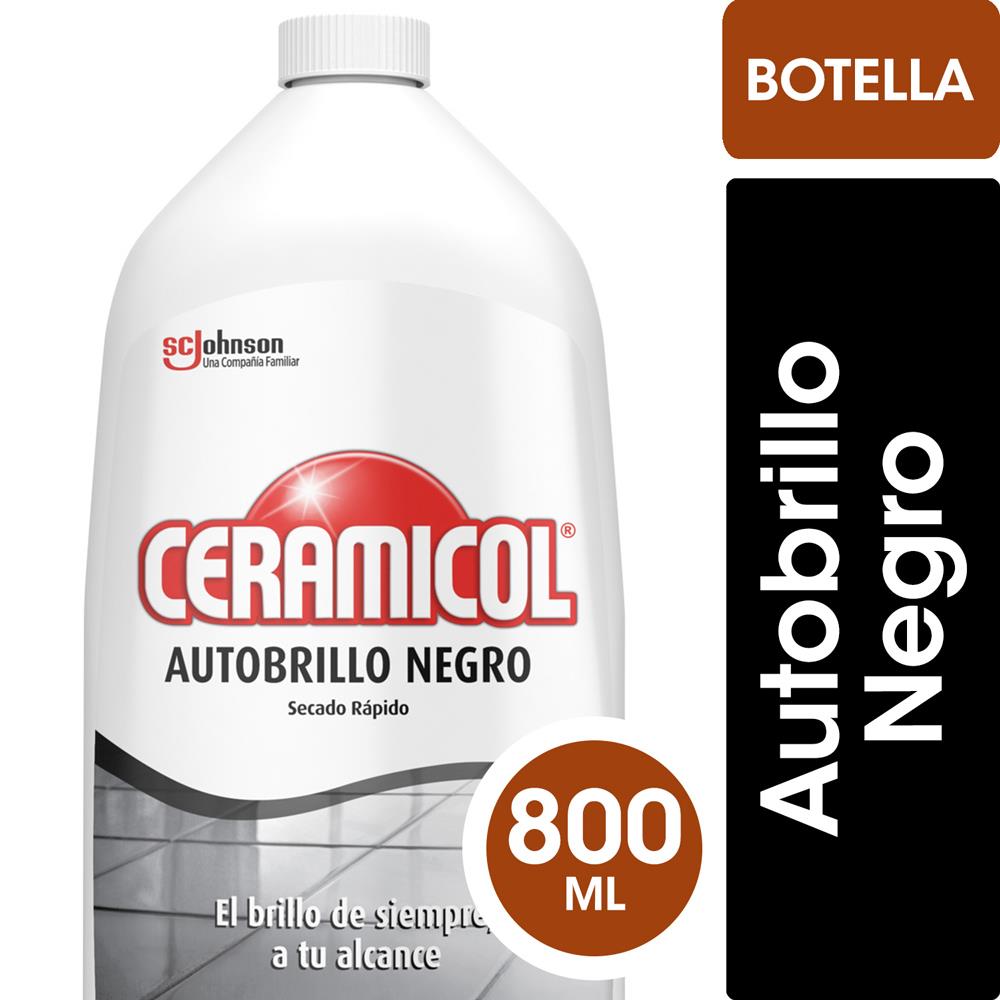 BOTELLA
SCJohnson
Una Compañía Familiar
CERAMICOL®
AUTOBRILLO NEGRO
Secado Rápido
El brillo de siempre,
a tu alcance
800
ML
Autobrillo
Negro